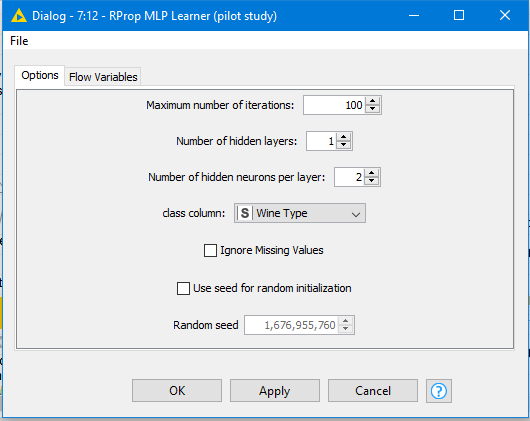 Dialog - 7:12 - RProp MLP Learner (pilot study)
File
Options Flow Variables
Maximum number of iterations: 100
Number of hidden layers: 1
Number of hidden neurons per layer: 2
class column: S Wine Type
Ignore Missing Values
Use seed for random initialization
Random seed 1,676,955,760
OK Apply Cancel ?